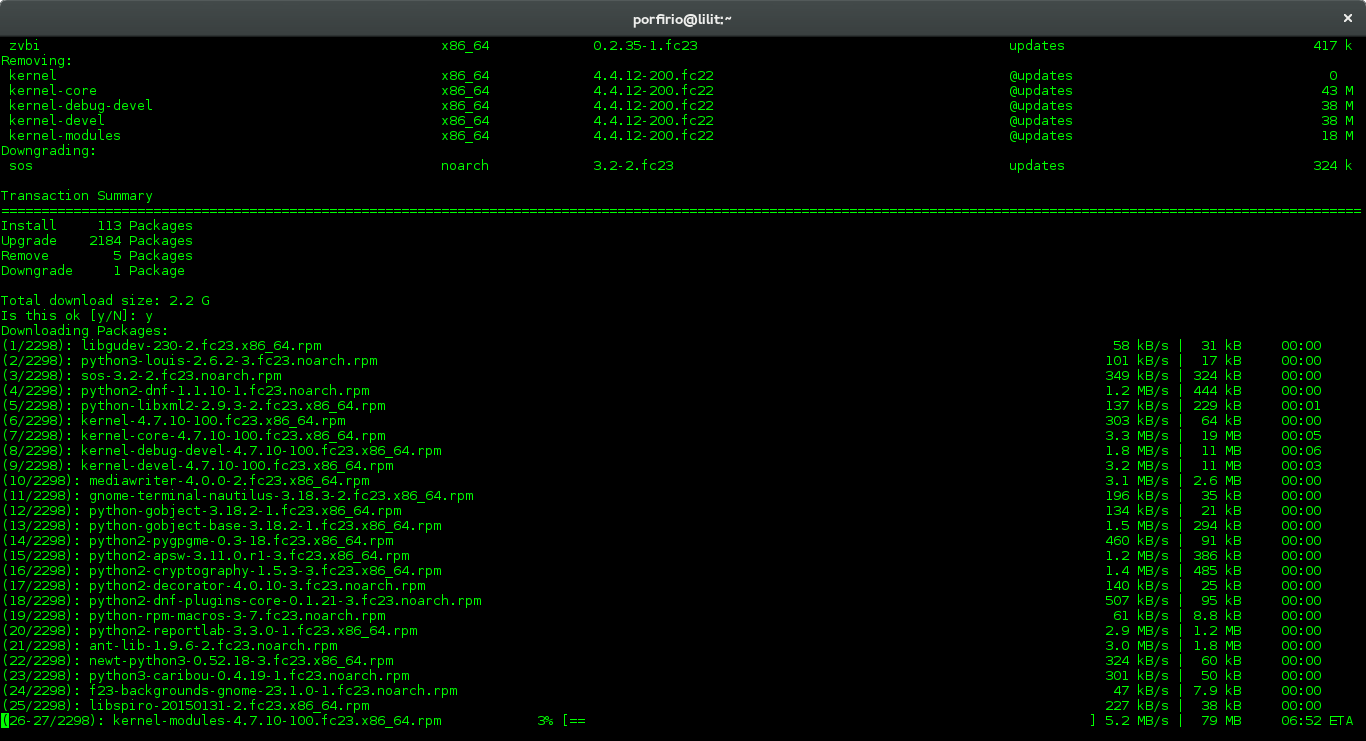 porfirio@lilit:~ ×
zvbi x86_64 0.2.35-1.fc23 updates 417 k
Removing:
kernel x86_64 4.4.12-200.fc22 @updates 0
kernel-core x86_64 4.4.12-200.fc22 @updates 43 M
kernel-debug-devel x86_64 4.4.12-200.fc22 @updates 38 M
kernel-devel x86_64 4.4.12-200.fc22 @updates 38 M
kernel-modules x86_64 4.4.12-200.fc22 @updates 18 M
Downgrading:
sos noarch 3.2-2.fc23 updates 324 k
Transaction Summary
================================================================================
Install 113 Packages
Upgrade 2184 Packages
Remove 5 Packages
Downgrade 1 Package
Total download size: 2.2 G
Is this ok [y/N]: y
Downloading Packages:
(1/2298): libgudev-230-2.fc23.x86_64.rpm 58 kB/s | 31 kB 00:00
(2/2298): python3-louis-2.6.2-3.fc23.noarch.rpm 101 kB/s | 17 kB 00:00
(3/2298): sos-3.2-2.fc23.noarch.rpm 349 kB/s | 324 kB 00:00
(4/2298): python2-dnf-1.1.10-1.fc23.noarch.rpm 1.2 MB/s | 444 kB 00:00
(5/2298): python-libxml2-2.9.3-2.fc23.x86_64.rpm 137 kB/s | 229 kB 00:01
(6/2298): kernel-4.7.10-100.fc23.x86_64.rpm 303 kB/s | 64 kB 00:00
(7/2298): kernel-core-4.7.10-100.fc23.x86_64.rpm 3.3 MB/s | 19 MB 00:05
(8/2298): kernel-debug-devel-4.7.10-100.fc23.x86_64.rpm 1.8 MB/s | 11 MB 00:06
(9/2298): kernel-devel-4.7.10-100.fc23.x86_64.rpm 3.2 MB/s | 11 MB 00:03
(10/2298): mediawriter-4.0.0-2.fc23.x86_64.rpm 3.1 MB/s | 2.6 MB 00:00
(11/2298): gnome-terminal-nautilus-3.18.3-2.fc23.x86_64.rpm 196 kB/s | 35 kB 00:00
(12/2298): python-gobject-3.18.2-1.fc23.x86_64.rpm 134 kB/s | 21 kB 00:00
(13/2298): python-gobject-base-3.18.2-1.fc23.x86_64.rpm 1.5 MB/s | 294 kB 00:00
(14/2298): python2-pygpgme-0.3-18.fc23.x86_64.rpm 460 kB/s | 91 kB 00:00
(15/2298): python2-apsw-3.11.0.r1-3.fc23.x86_64.rpm 1.2 MB/s | 386 kB 00:00
(16/2298): python2-cryptography-1.5.3-3.fc23.x86_64.rpm 1.4 MB/s | 485 kB 00:00
(17/2298): python2-decorator-4.0.10-3.fc23.noarch.rpm 140 kB/s | 25 kB 00:00
(18/2298): python2-dnf-plugins-core-0.1.21-3.fc23.noarch.rpm 507 kB/s | 95 kB 00:00
(19/2298): python-rpm-macros-3-7.fc23.noarch.rpm 61 kB/s | 8.8 kB 00:00
(20/2298): python2-reportlab-3.3.0-1.fc23.x86_64.rpm 2.9 MB/s | 1.2 MB 00:00
(21/2298): ant-lib-1.9.6-2.fc23.noarch.rpm 3.0 MB/s | 1.8 MB 00:00
(22/2298): newt-python3-0.52.18-3.fc23.x86_64.rpm 324 kB/s | 60 kB 00:00
(23/2298): python3-caribou-0.4.19-1.fc23.noarch.rpm 301 kB/s | 50 kB 00:00
(24/2298): f23-backgrounds-gnome-23.1.0-1.fc23.noarch.rpm 47 kB/s | 7.9 kB 00:00
(25/2298): libspiro-20150131-2.fc23.x86_64.rpm 227 kB/s | 38 kB 00:00
(26-27/2298): kernel-modules-4.7.10-100.fc23.x86_64.rpm 3% [== ] 5.2 MB/s | 79 MB 06:52 ETA